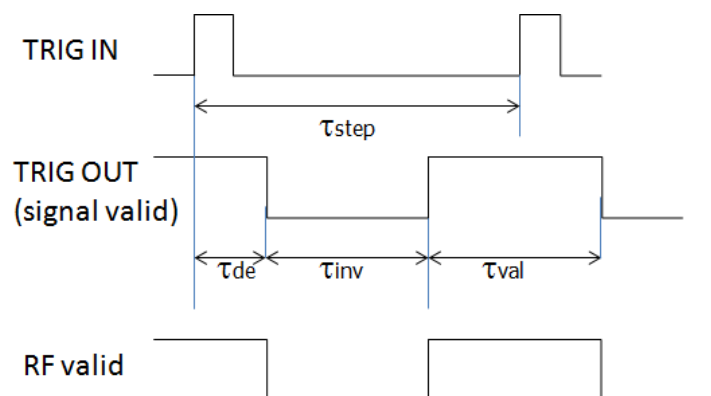 TRIG IN
τstep
TRIG OUT
(signal valid)
τde τinv τval
RF valid